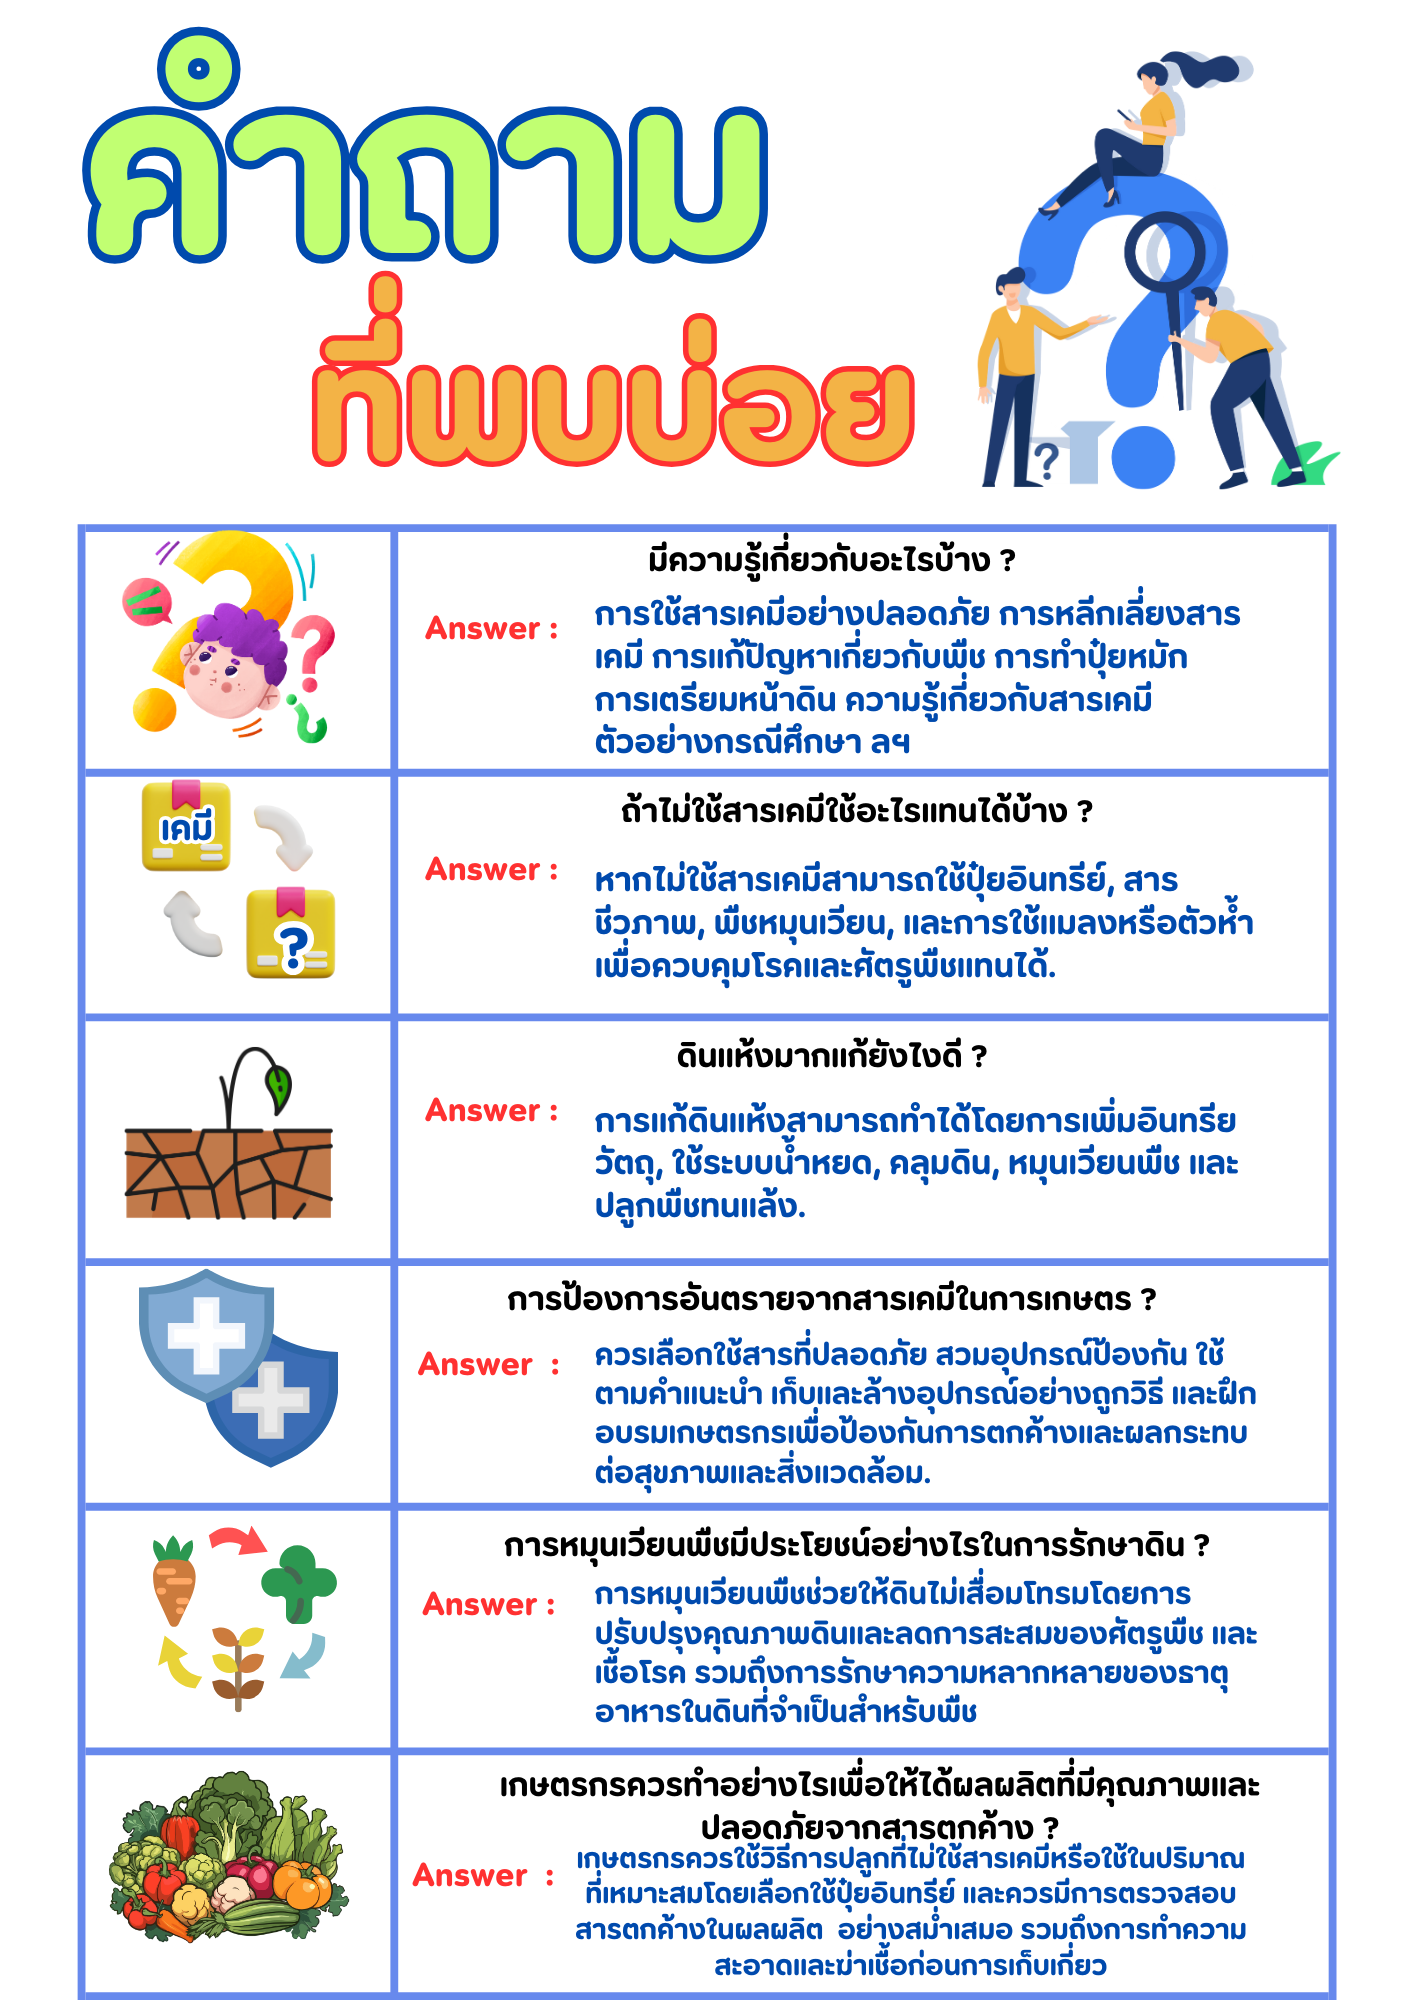 คำถาม
ที่พบบ่อย
มีความรู้เกี่ยวกับอะไรบ้าง ?
Answer :
การใช้สารเคมีอย่างปลอดภัย การหลีกเลี่ยงสาร
เคมี การแก้ปัญหาเกี่ยวกับพืช การทำปุ๋ยหมัก
การเตรียมหน้าดิน ความรู้เกี่ยวกับสารเคมี
ตัวอย่างกรณีศึกษา ลฯ
เคมี
?
ถ้าไม่ใช้สารเคมีใช้อะไรแทนได้บ้าง ?
Answer :
หากไม่ใช้สารเคมีสามารถใช้ปุ๋ยอินทรีย์, สาร
ชีวภาพ, พืชหมุนเวียน, และการใช้แมลงหรือตัวห้ำ
เพื่อควบคุมโรคและศัตรูพืชแทนได้.
ดินแห้งมากแก้ยังไงดี ?
Answer :
การแก้ดินแห้งสามารถทำได้โดยการเพิ่มอินทรีย
วัตถุ, ใช้ระบบน้ำหยด, คลุมดิน, หมุนเวียนพืช และ
ปลูกพืชทนแล้ง.
การป้องการอันตรายจากสารเคมีในการเกษตร ?
Answer :
ควรเลือกใช้สารที่ปลอดภัย สวมอุปกรณ์ป้องกัน ใช้
ตามคำแนะนำ เก็บและล้างอุปกรณ์อย่างถูกวิธี และฝึก
อบรมเกษตรกรเพื่อป้องกันการตกค้างและผลกระทบ
ต่อสุขภาพและสิ่งแวดล้อม.
การหมุนเวียนพืชมีประโยชน์อย่างไรในการรักษาดิน ?
Answer :
การหมุนเวียนพืชช่วยให้ดินไม่เสื่อมโทรมโดยการ
ปรับปรุงคุณภาพดินและลดการสะสมของศัตรูพืช และ
เชื้อโรค รวมถึงการรักษาความหลากหลายของธาตุ
อาหารในดินที่จำเป็นสำหรับพืช
เกษตรกรควรทำอย่างไรเพื่อให้ได้ผลผลิตที่มีคุณภาพและ
ปลอดภัยจากสารตกค้าง ?
Answer :
เกษตรกรควรใช้วิธีการปลูกที่ไม่ใช้สารเคมีหรือใช้ในปริมาณ
ที่เหมาะสมโดยเลือกใช้ปุ๋ยอินทรีย์ และควรมีการตรวจสอบ
สารตกค้างในผลผลิต อย่างสม่ำเสมอ รวมถึงการทำความ
สะอาดและฆ่าเชื้อก่อนการเก็บเกี่ยว